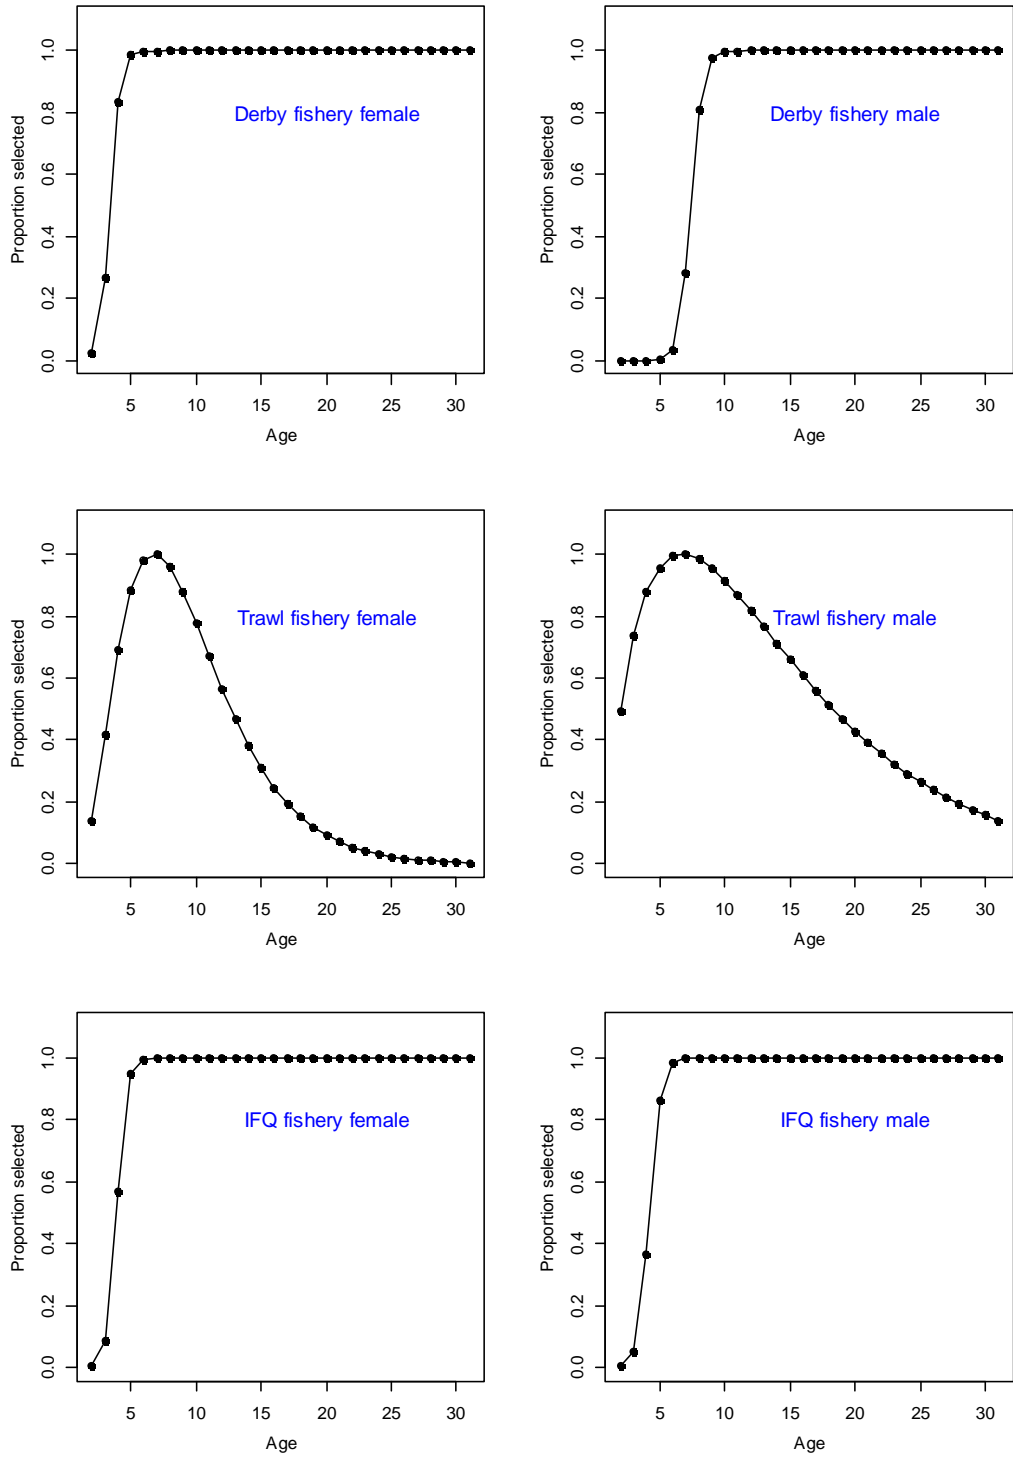 Derby fishery female
Proportion selected
0.0 0.2 0.4 0.6 0.8 1.0
5 10 15 20 25 30
Age
Derby fishery male
Proportion selected
0.0 0.2 0.4 0.6 0.8 1.0
5 10 15 20 25 30
Age
Trawl fishery female
Proportion selected
0.0 0.2 0.4 0.6 0.8 1.0
5 10 15 20 25 30
Age
Trawl fishery male
Proportion selected
0.0 0.2 0.4 0.6 0.8 1.0
5 10 15 20 25 30
Age
IFQ fishery female
Proportion selected
0.0 0.2 0.4 0.6 0.8 1.0
5 10 15 20 25 30
Age
IFQ fishery male
Proportion selected
0.0 0.2 0.4 0.6 0.8 1.0
5 10 15 20 25 30
Age